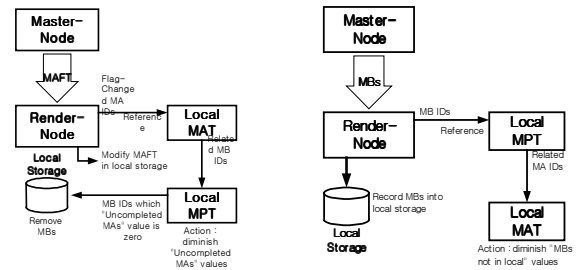 Master-
Node
MAFT
Flag-
Change
d MA
IDs
Referenc
e
Render-
Node
Local
MAT
Relate
d MB
IDs
Modify MAFT
in local storage
Local
Storage
Remove
MBs
MB IDs which
"Uncompleted
MAs" value is
zero
Local
MPT
Action : 
diminish
"Uncompleted
MAs" values
Master-
Node
MBs
Render-
Node
MB IDs
Reference
Local
MPT
Related
MA IDs
Record MBs into
local storage
Local
Storage
Local
MAT
Action : diminish "MBs
not in local" values